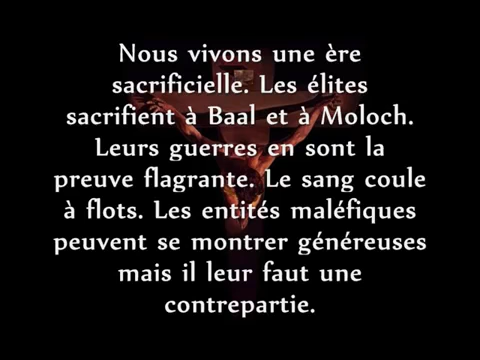 Nous vivons une ère
sacrificielle. Les élites
sacrifient à Baal et à Moloch.
Leurs guerres en sont la
preuve flagrante. Le sang coule
à flots. Les entités maléfiques
peuvent se montrer généreuses
mais il leur faut une
contrepartie.